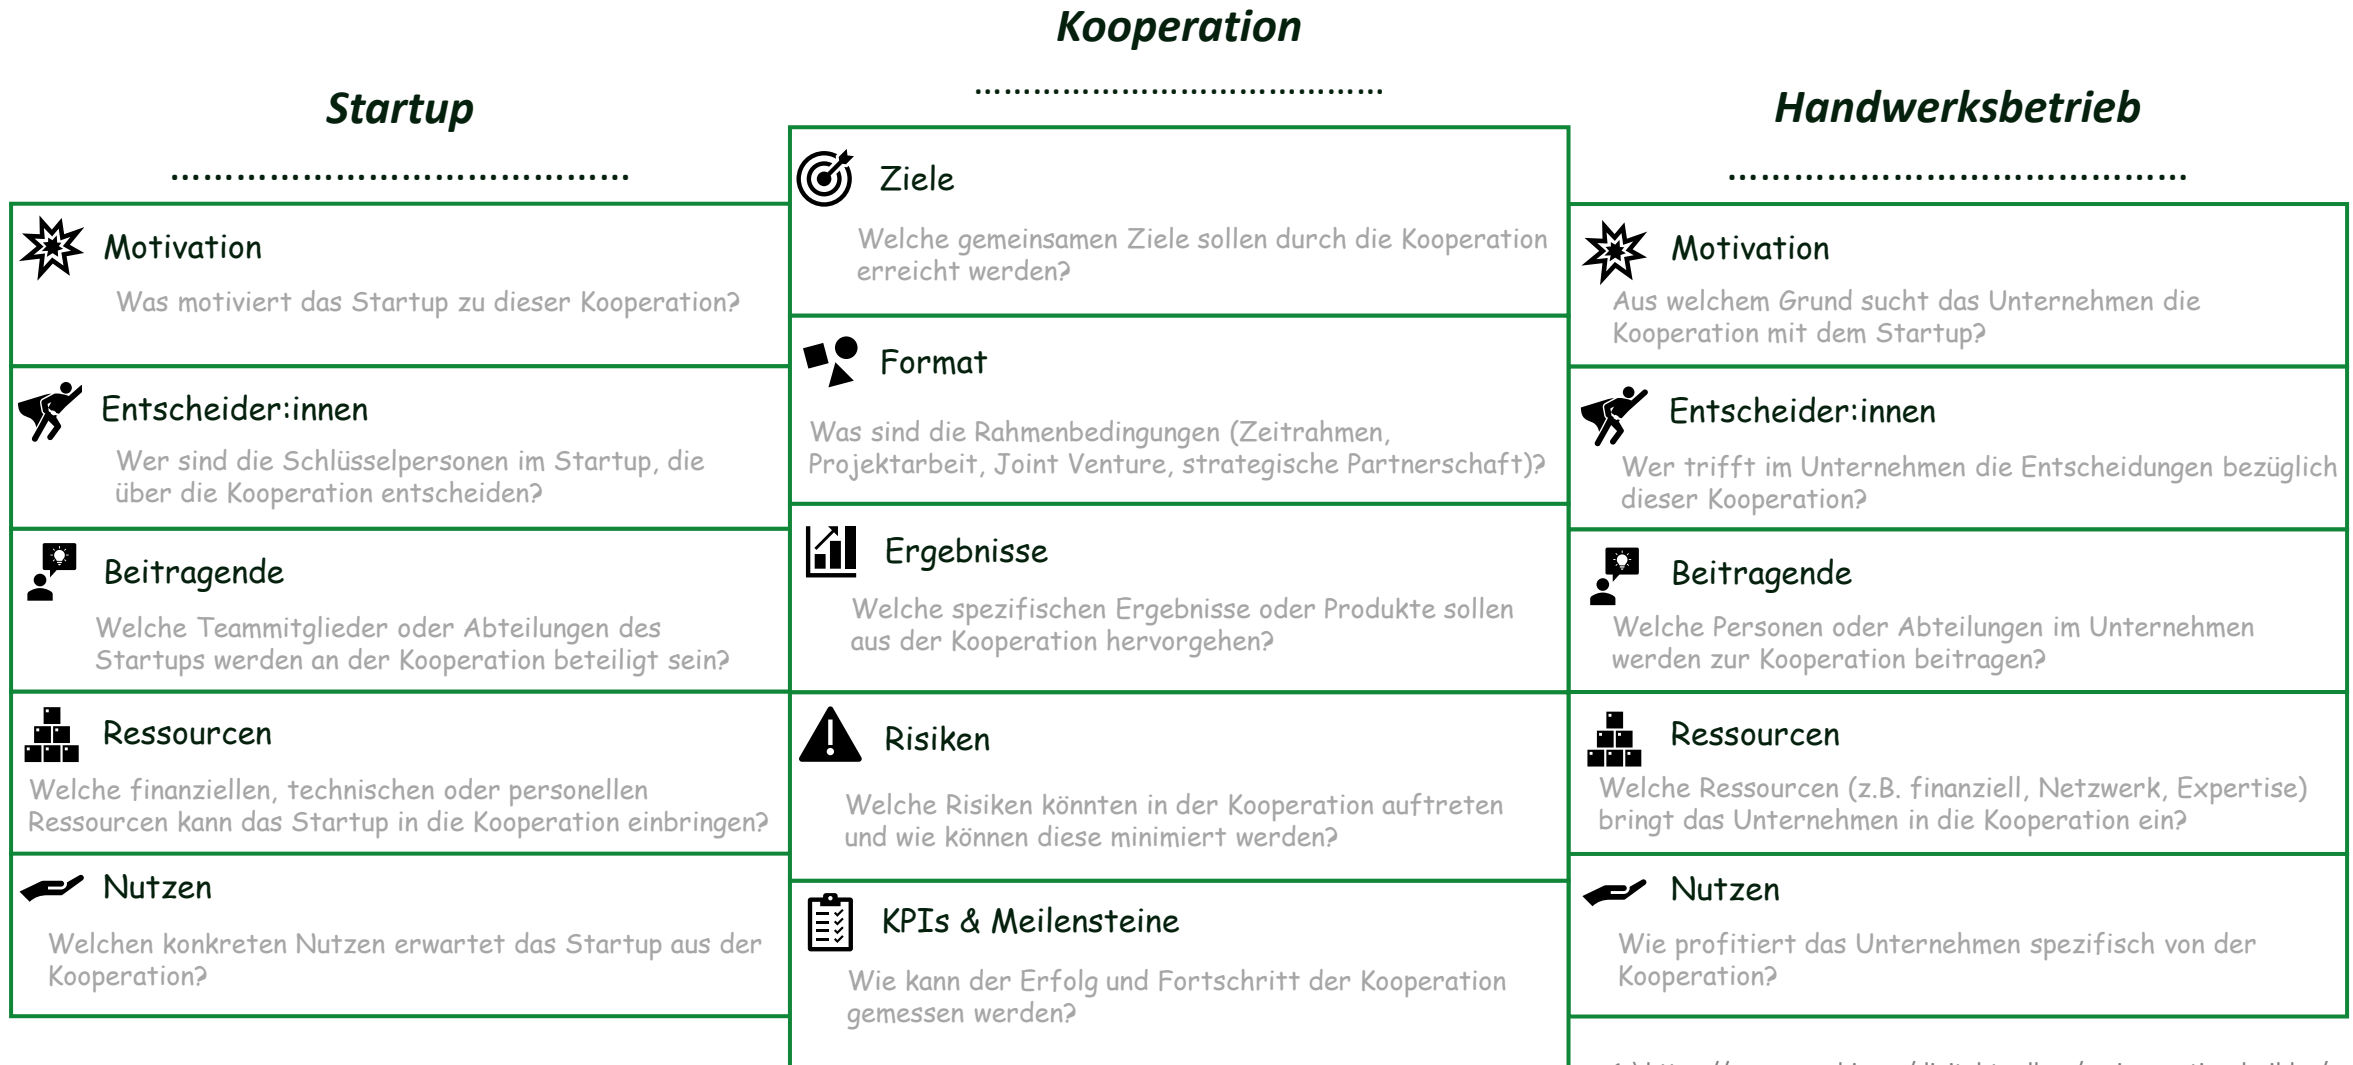 Kooperation
..........................................
Startup
..........................................
Motivation
Was motiviert das Startup zu dieser Kooperation?
Entscheider:innen
Wer sind die Schlüsselpersonen im Startup, die
über die Kooperation entscheiden?
Beitragende
Welche Teammitglieder oder Abteilungen des
Startups werden an der Kooperation beteiligt sein?
Ressourcen
Welche finanziellen, technischen oder personellen
Ressourcen kann das Startup in die Kooperation einbringen?
Nutzen
Welchen konkreten Nutzen erwartet das Startup aus der
Kooperation?
Ziele
Welche gemeinsamen Ziele sollen durch die Kooperation
erreicht werden?
Format
Was sind die Rahmenbedingungen (Zeitrahmen,
Projektarbeit, Joint Venture, strategische Partnerschaft)?
Ergebnisse
Welche spezifischen Ergebnisse oder Produkte sollen
aus der Kooperation hervorgehen?
Risiken
Welche Risiken könnten in der Kooperation auftreten
und wie können diese minimiert werden?
KPIs & Meilensteine
Wie kann der Erfolg und Fortschritt der Kooperation
gemessen werden?
Handwerksbetrieb
..........................................
Motivation
Aus welchem Grund sucht das Unternehmen die
Kooperation mit dem Startup?
Entscheider:innen
Wer trifft im Unternehmen die Entscheidungen bezüglich
dieser Kooperation?
Beitragende
Welche Personen oder Abteilungen im Unternehmen
werden zur Kooperation beitragen?
Ressourcen
Welche Ressourcen (z.B. finanziell, Netzwerk, Expertise)
bringt das Unternehmen in die Kooperation ein?
Nutzen
Wie profitiert das Unternehmen spezifisch von der
Kooperation?